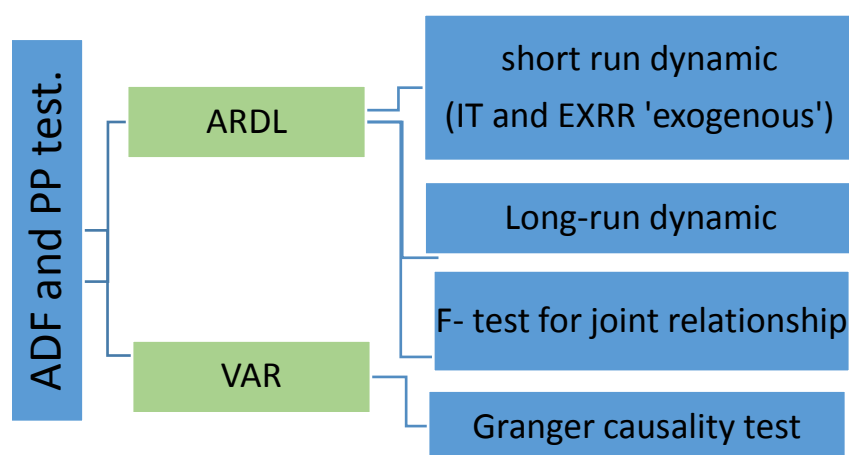 ADF and PP test.
ARDL
VAR
short run dynamic
(IT and EXRR 'exogenous')
Long-run dynamic
F- test for joint relationship
Granger causality test